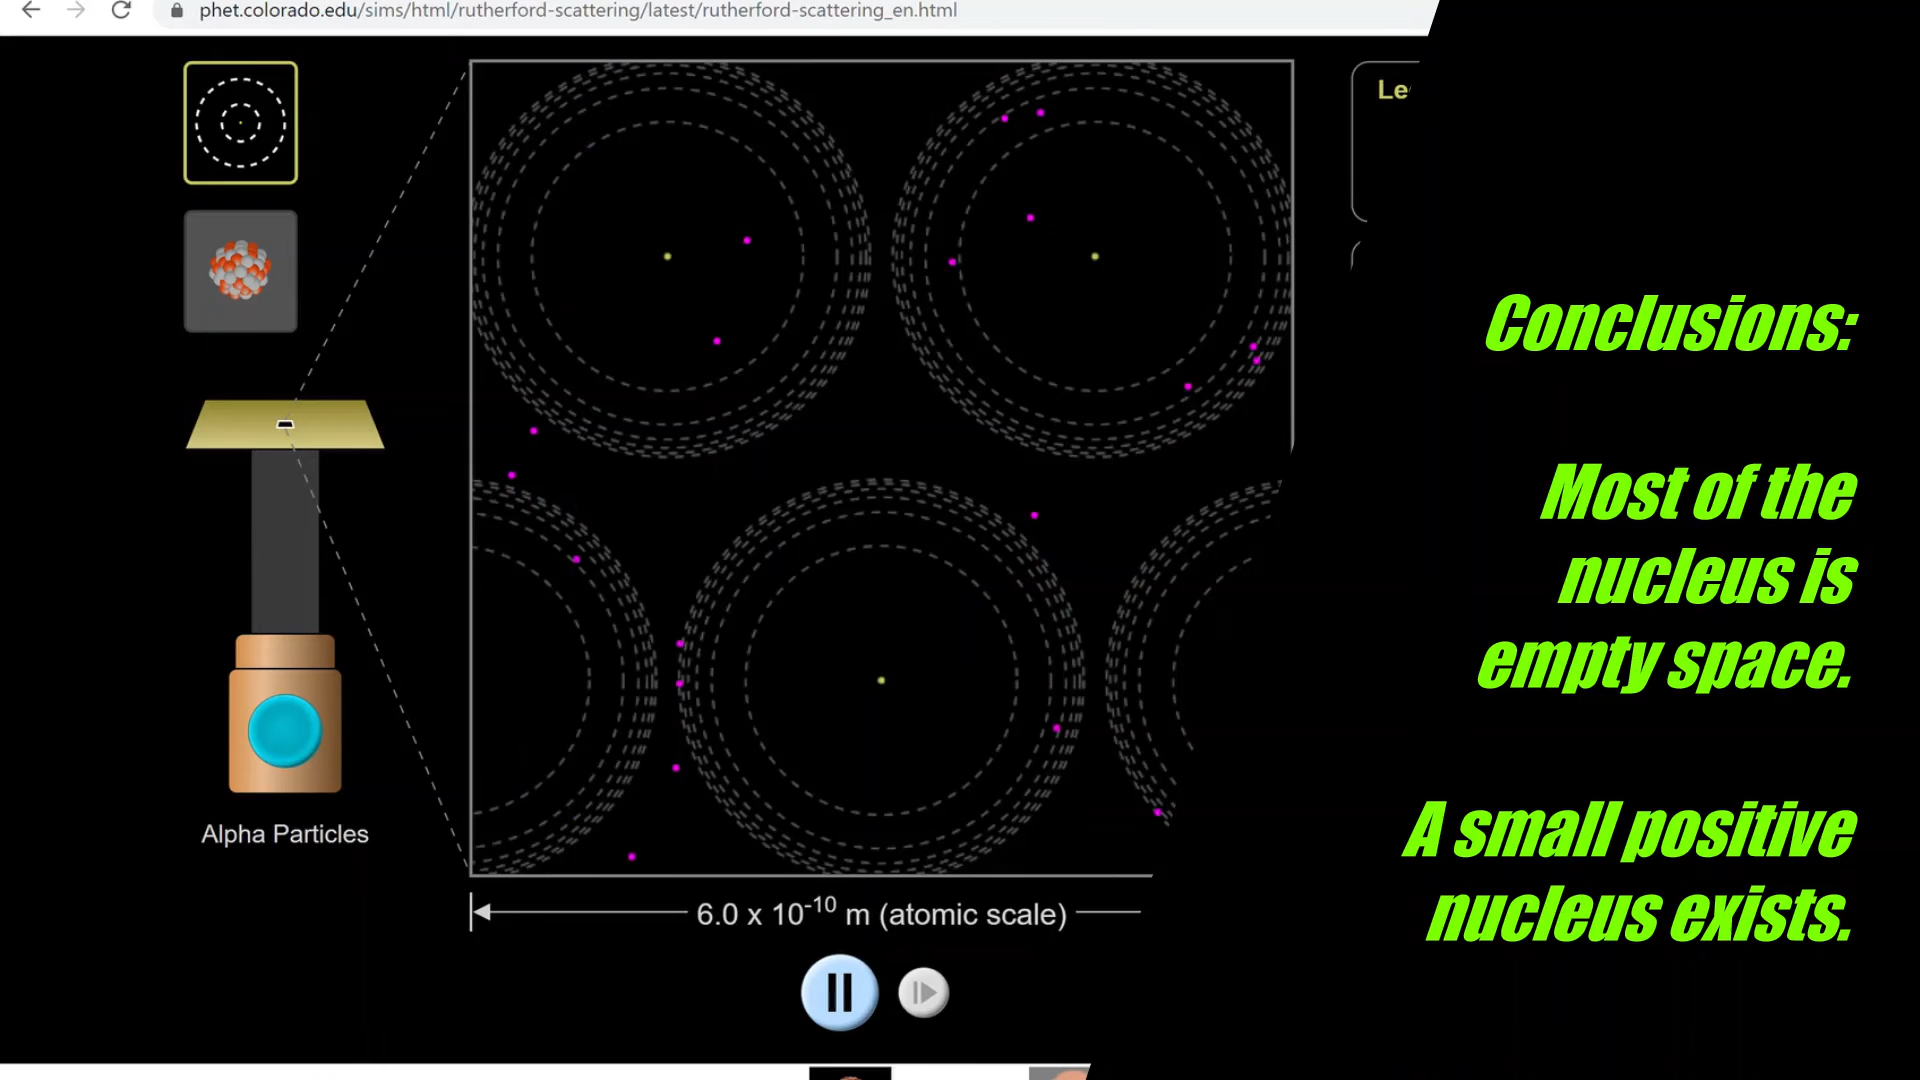 phet.colorado.edu/sims/html/rutherford-scattering/latest/rutherford-scattering_en.html
Le
Conclusions:
Most of the
nucleus is
empty space.
A small positive
nucleus exists.
Alpha Particles
6.0 x 10⁻¹⁰ m (atomic scale)